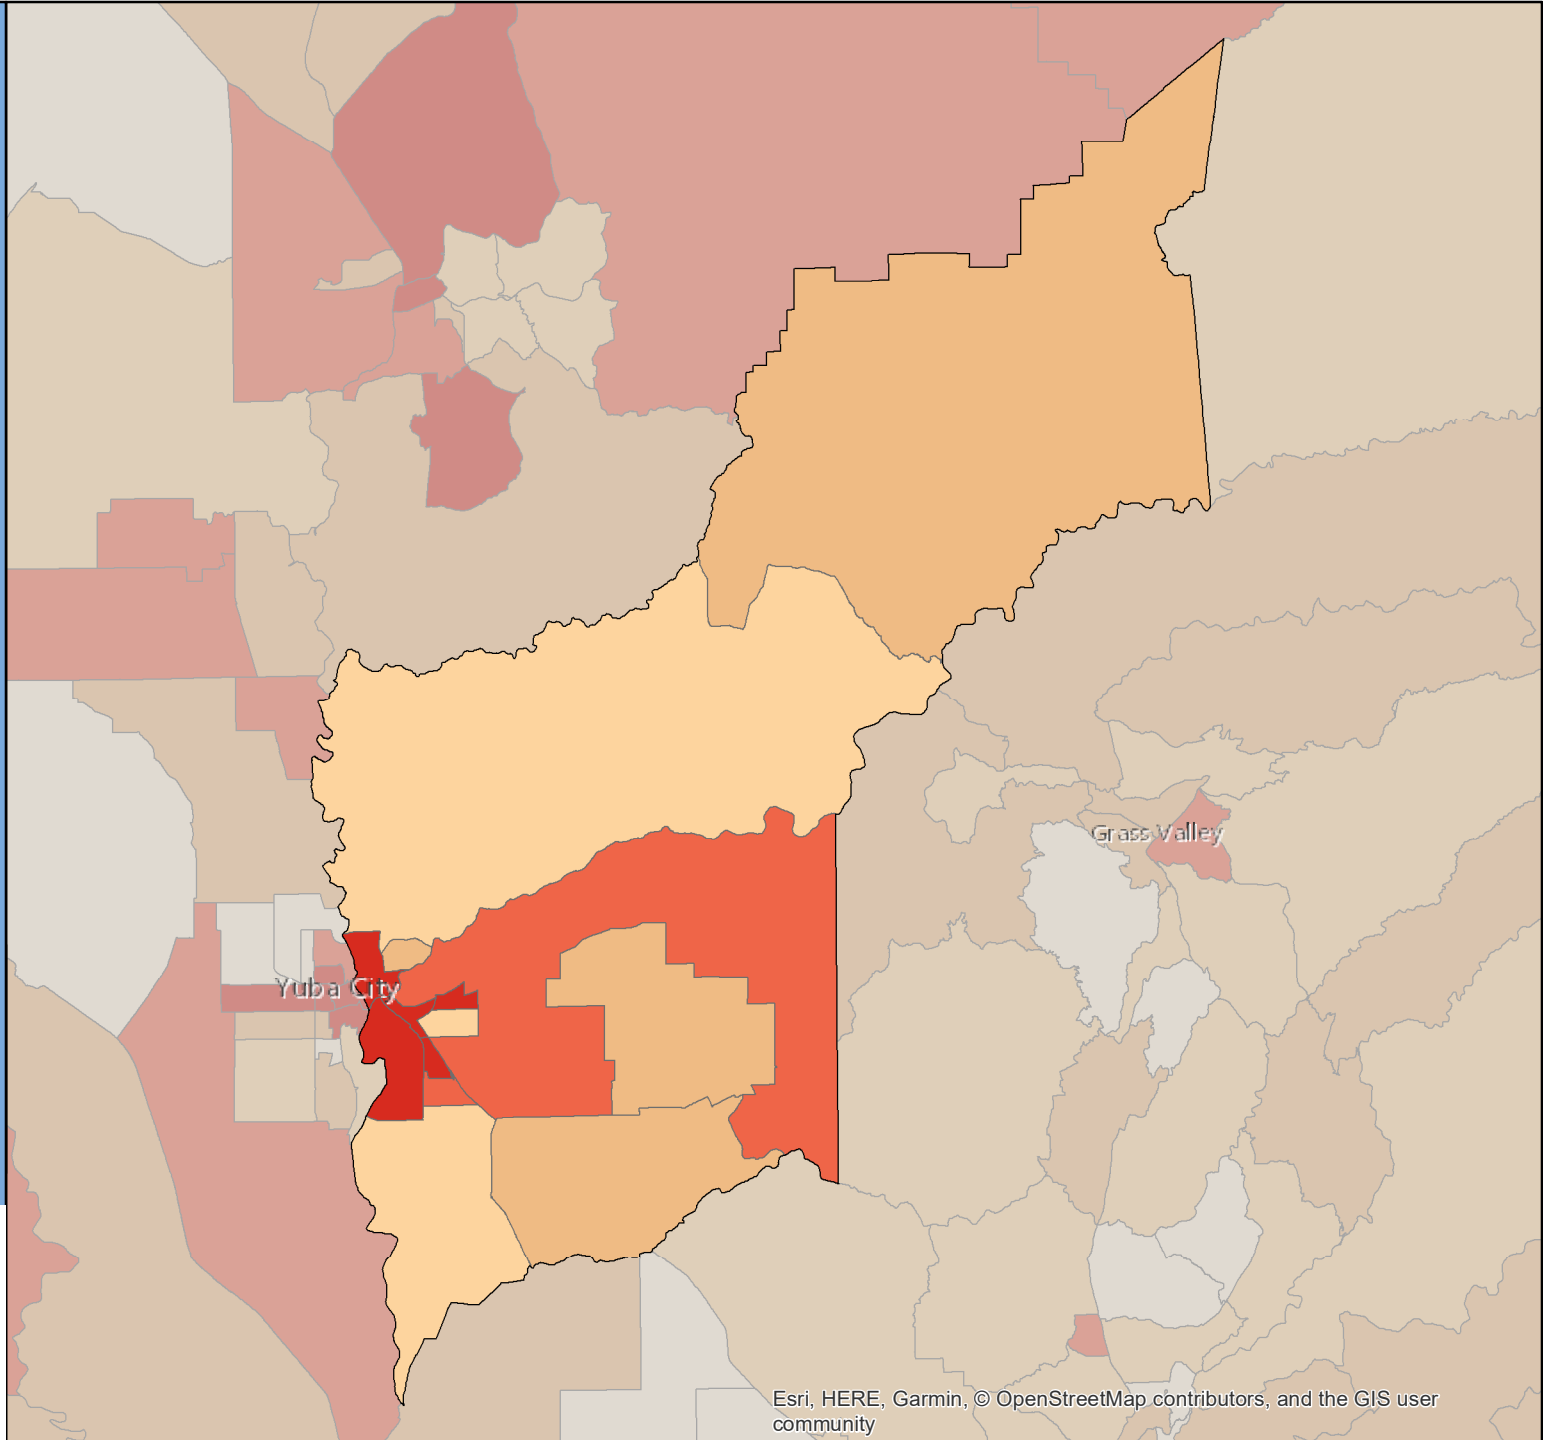 Grass Valley
Yuba City
Esri, HERE, Garmin, © OpenStreetMap contributors, and the GIS user
community